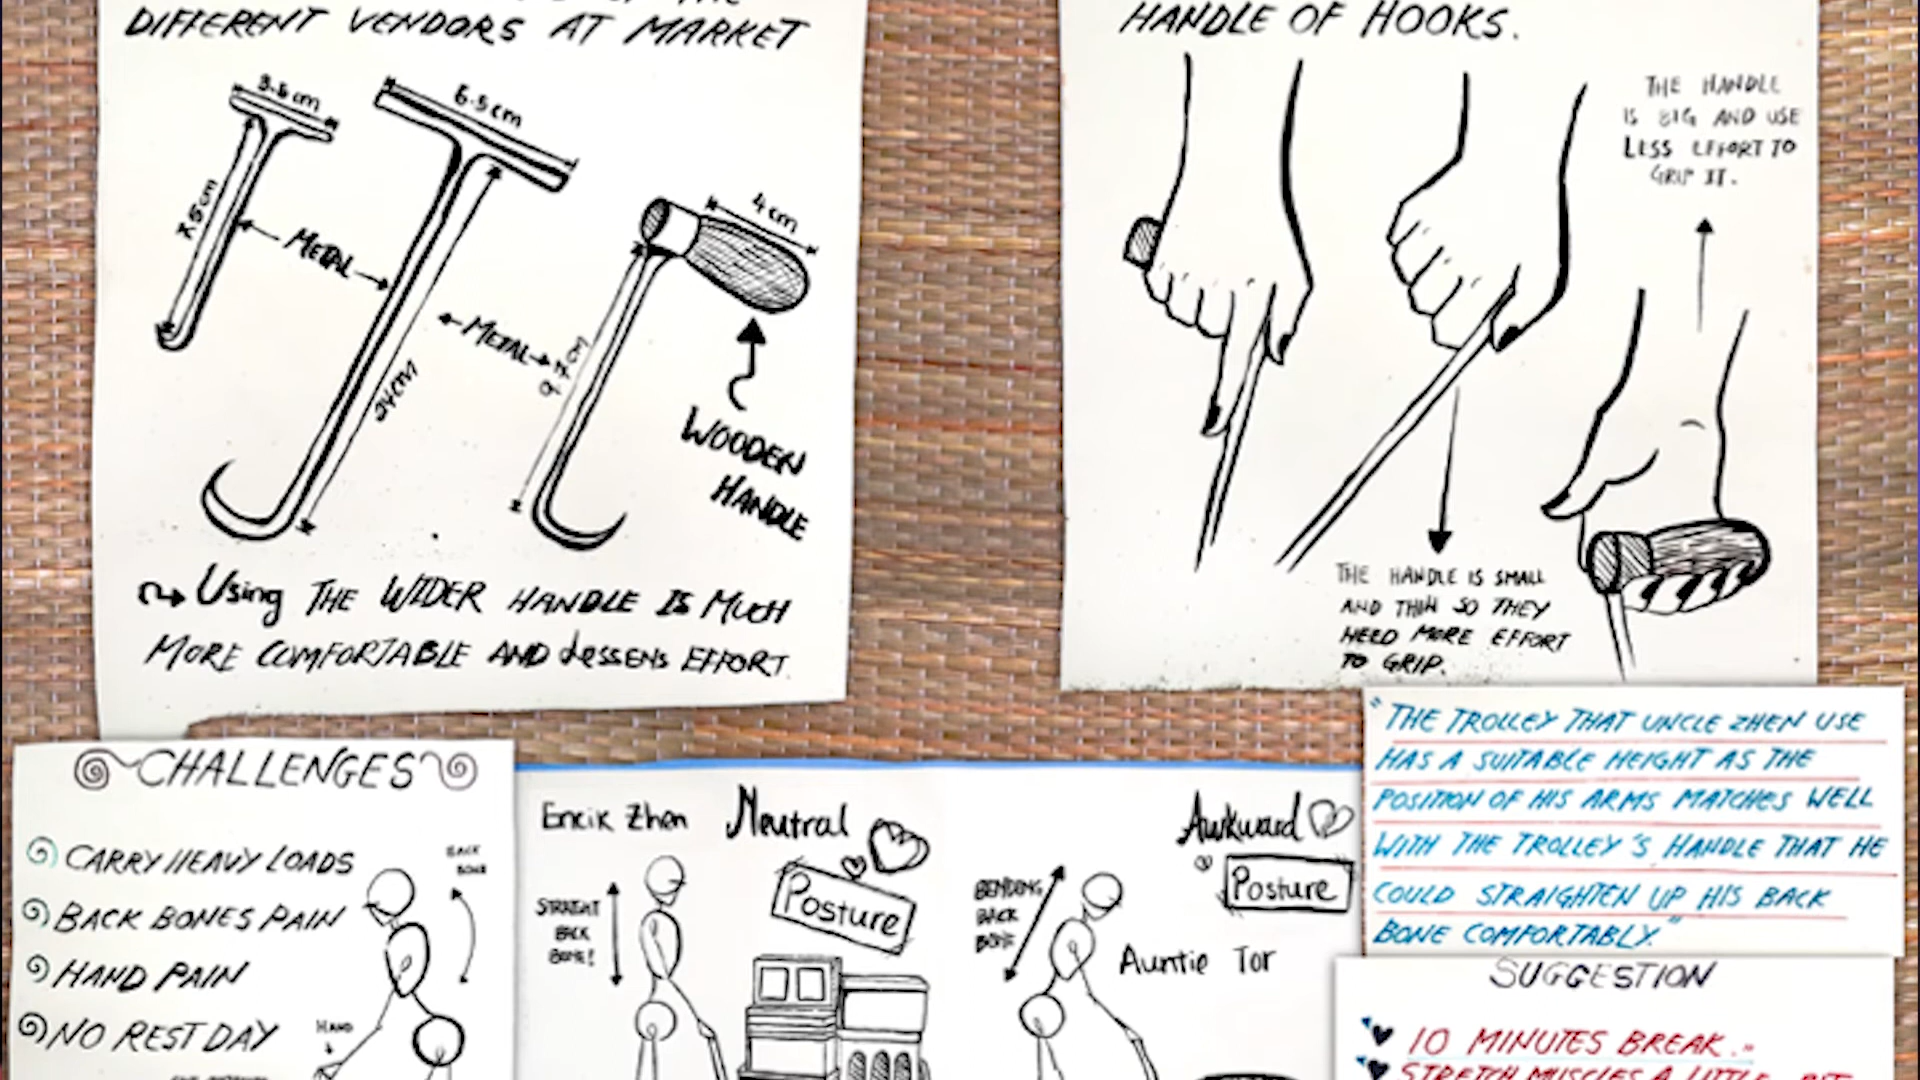 DIFFERENT VENDORS AT MARKET
3.5cm
6.5cm
7.5cm
METAL
24cm
METAL
4cm
WOODEN
HANDLE
Using THE WIDER HANDLE IS MUCH
MORE COMFORTABLE AND LESSENS EFFORT.
HANDLE OF HOOKS.
THE HANDLE
IS BIG AND USE
LESS EFFORT TO
GRIP IT.
THE HANDLE IS SMALL
AND THIN SO THEY
NEED MORE EFFORT
TO GRIP.
CHALLENGES
CARRY HEAVY LOADS
BACK BONES PAIN
HAND PAIN
NO REST DAY
BACK
BONE
HAND
Encik Zhen Neutral
Posture
STRAIGHT
BACK
BONE!
Awkward
Posture
BENDING
BACK
BONE
Auntie Tor
"THE TROLLEY THAT UNCLE ZHEN USE
HAS A SUITABLE HEIGHT AS THE
POSITION OF HIS ARMS MATCHES WELL
WITH THE TROLLEY'S HANDLE THAT HE
COULD STRAIGHTEN UP HIS BACK
BONE COMFORTABLY."
SUGGESTION
10 MINUTES BREAK.
STRETCH MUSCLES A LITTLE BIT